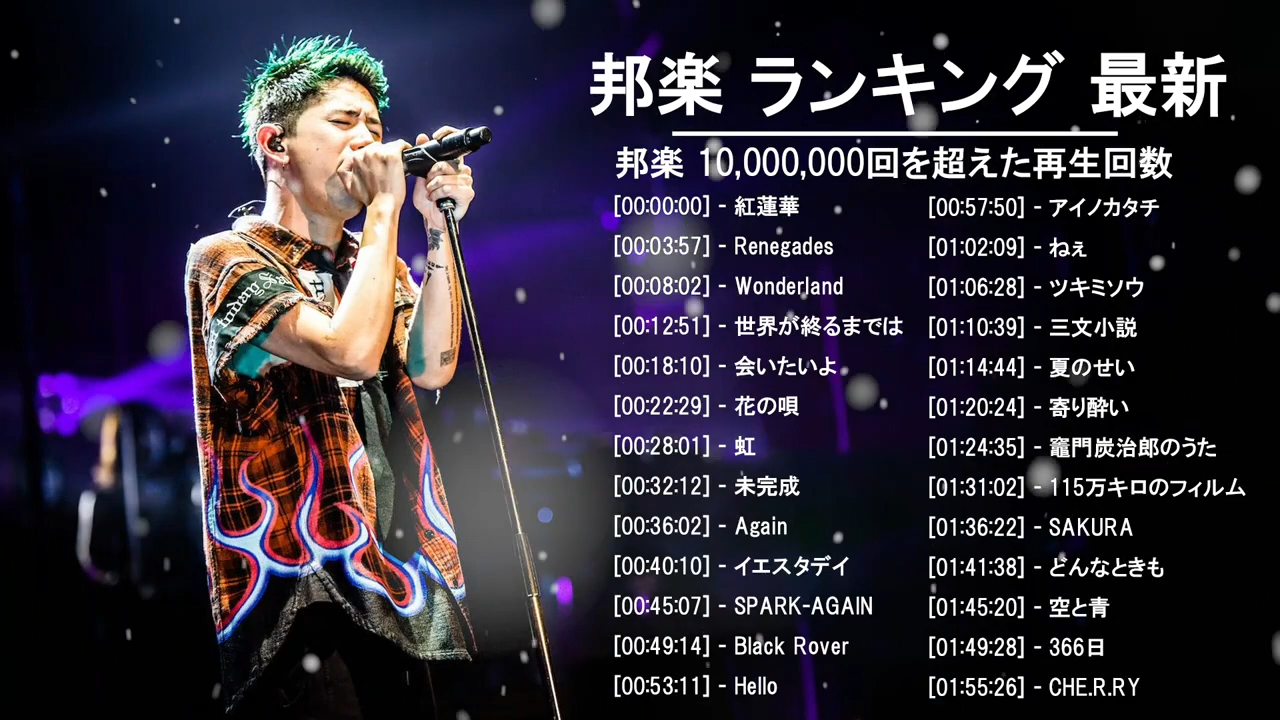 邦楽 ランキング 最新
邦楽 10,000,000回を超えた再生回数
[00:00:00] - 紅蓮華
[00:03:57] - Renegades
[00:08:02] - Wonderland
[00:12:51] - 世界が終るまでは
[00:18:10] - 会いたいよ
[00:22:29] - 花の唄
[00:28:01] - 虹
[00:32:12] - 未完成
[00:36:02] - Again
[00:40:10] - イエスタデイ
[00:45:07] - SPARK-AGAIN
[00:49:14] - Black Rover
[00:53:11] - Hello
[00:57:50] - アイノカタチ
[01:02:09] - ねぇ
[01:06:28] - ツキミソウ
[01:10:39] - 三文小説
[01:14:44] - 夏のせい
[01:20:24] - 寄り酔い
[01:24:35] - 竈門炭治郎のうた
[01:31:02] - 115万キロのフィルム
[01:36:22] - SAKURA
[01:41:38] - どんなときも
[01:45:20] - 空と青
[01:49:28] - 366日
[01:55:26] - CHE.R.RY